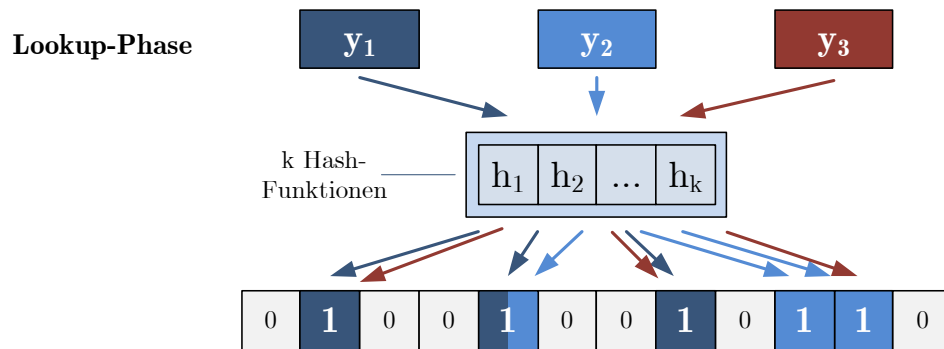 Lookup-Phase
y1 y2 y3
k Hash-
Funktionen
h1 h2 ... hk
0 1 0 0 1 0 0 1 0 1 1 0